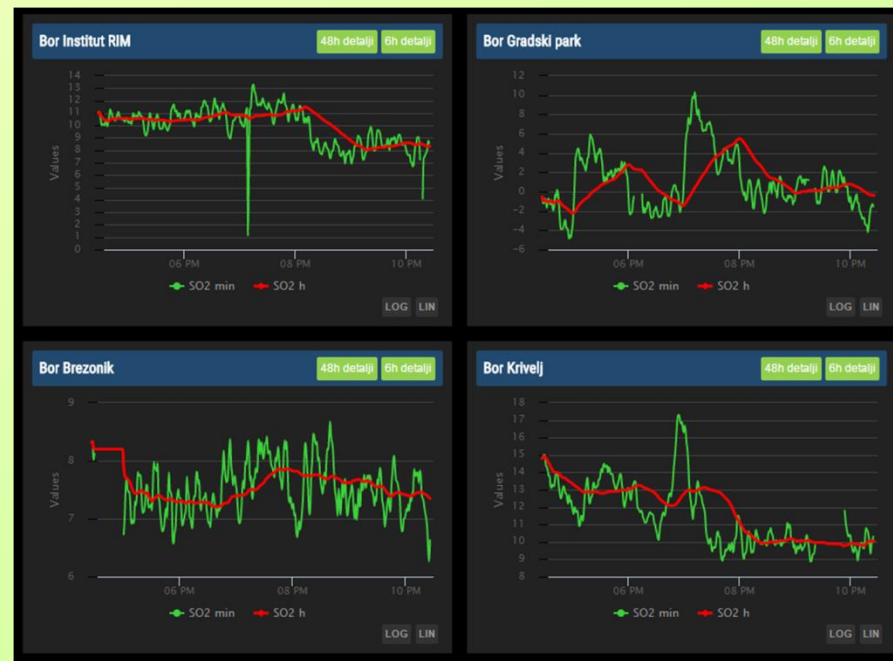 Bor Institut RIM 48h detalji 6h detalji
14
13
12
11
10
9
8
7
6
5
4
3
2
1
0
Values
06 PM 08 PM 10 PM
SO2 min SO2 h
LOG LIN
Bor Gradski park 48h detalji 6h detalji
12
10
8
6
4
2
0
−2
−4
−6
Values
06 PM 08 PM 10 PM
SO2 min SO2 h
LOG LIN
Bor Brezonik 48h detalji 6h detalji
9
8
7
6
Values
06 PM 08 PM 10 PM
SO2 min SO2 h
LOG LIN
Bor Krivelj 48h detalji 6h detalji
18
17
16
15
14
13
12
11
10
9
8
Values
06 PM 08 PM 10 PM
SO2 min SO2 h
LOG LIN